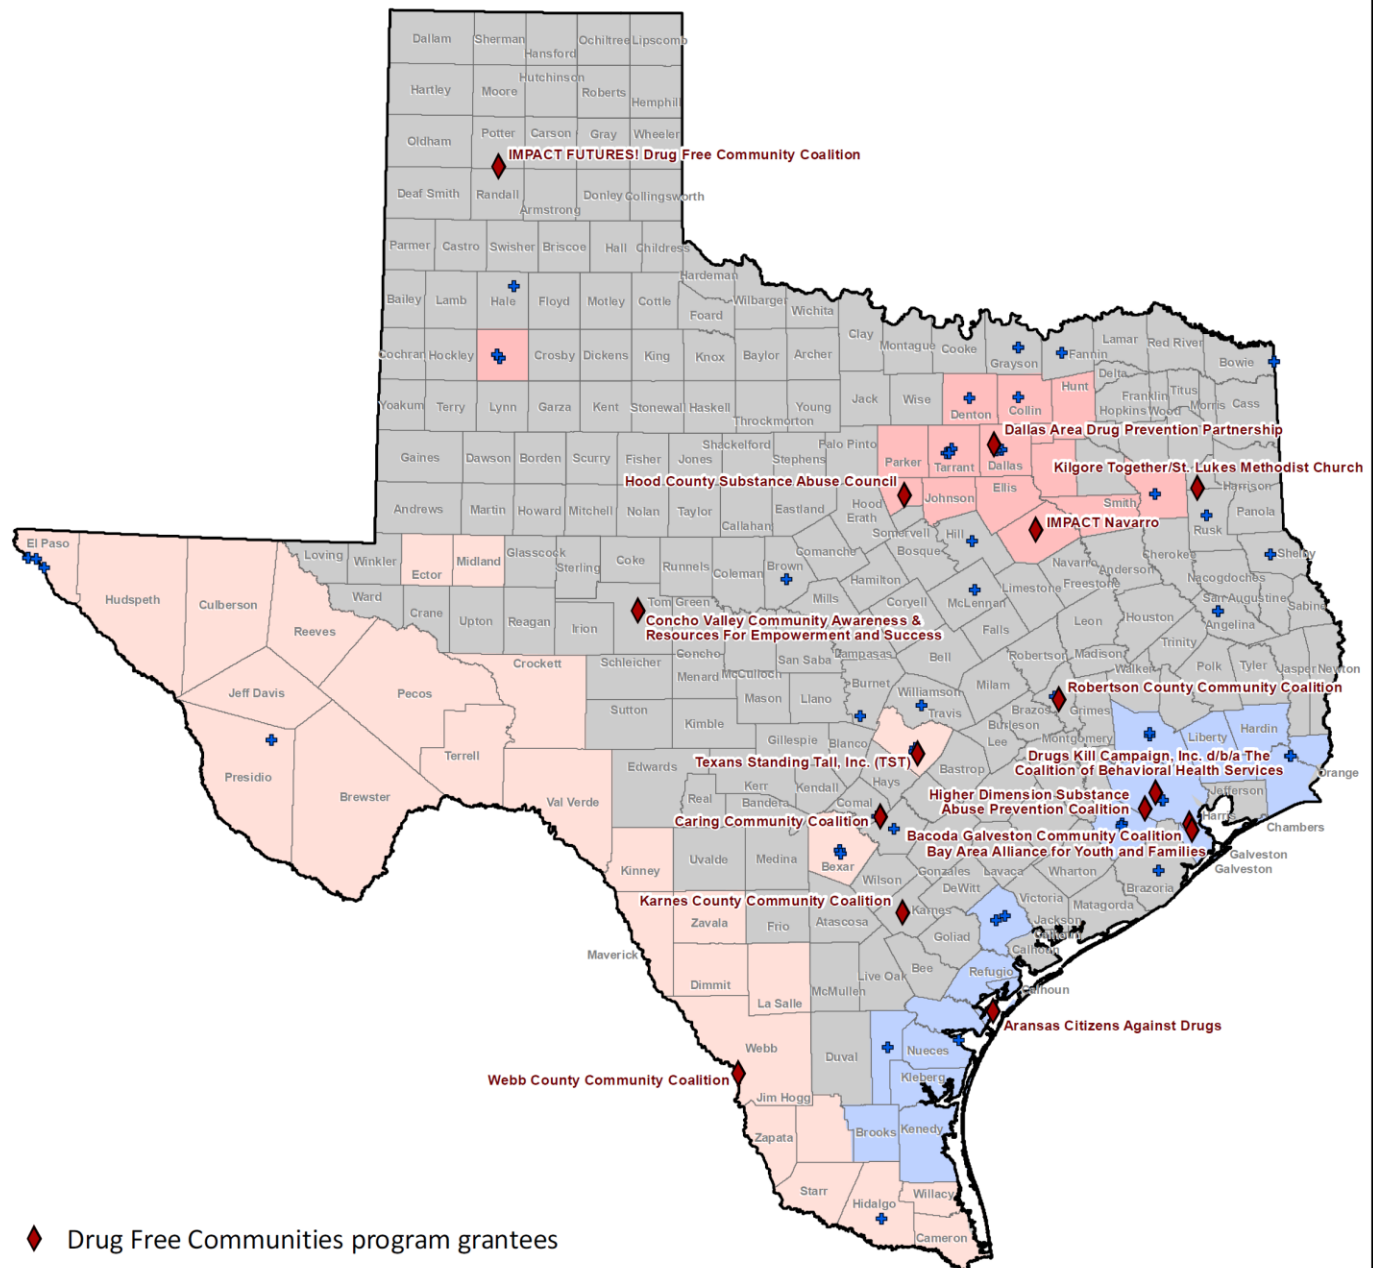 Dallam
Sherman
Hansford
Ochiltree
Lipscomb
Hartley
Moore
Hutchinson
Roberts
Hemphill
Oldham
Potter
Carson
Gray
Wheeler
IMPACT FUTURES! Drug Free Community Coalition
Deaf Smith
Randall
Armstrong
Donley
Collingsworth
Parmer
Castro
Swisher
Briscoe
Hall
Childress
Hardeman
Bailey
Lamb
Hale
Floyd
Motley
Cottle
Foard
Wilbarger
Wichita
Clay
Montague
Cooke
Grayson
Fannin
Lamar
Red River
Bowie
Cochran
Hockley
Crosby
Dickens
King
Knox
Baylor
Archer
Delta
Yoakum
Terry
Lynn
Garza
Kent
Stonewall
Haskell
Throckmorton
Young
Jack
Wise
Denton
Collin
Hunt
Franklin
Titus
Hopkins
Wood
Morris
Cass
Dallas Area Drug Prevention Partnership
Gaines
Dawson
Borden
Scurry
Fisher
Jones
Shackelford
Stephens
Palo Pinto
Parker
Tarrant
Dallas
Kilgore Together/St. Lukes Methodist Church
Harrison
Hood County Substance Abuse Council
Andrews
Martin
Howard
Mitchell
Nolan
Taylor
Callahan
Eastland
Hood
Erath
Johnson
Ellis
Smith
Rusk
Panola
IMPACT Navarro
El Paso
Loving
Winkler
Ector
Midland
Glasscock
Sterling
Coke
Runnels
Coleman
Brown
Comanche
Somervell
Bosque
Hill
Navarro
Anderson
Cherokee
Shelby
Hudspeth
Culberson
Reeves
Ward
Crane
Upton
Reagan
Irion
Tom Green
Mills
Hamilton
Coryell
McLennan
Limestone
Freestone
Nacogdoches
San Augustine
Sabine
Angelina
Concho Valley Community Awareness &
Resources For Empowerment and Success
Falls
Leon
Houston
Trinity
Jeff Davis
Pecos
Crockett
Schleicher
Concho
Menard
McCulloch
San Saba
Lampasas
Bell
Robertson
Madison
Walker
Polk
Tyler
Jasper
Newton
Robertson County Community Coalition
Presidio
Brewster
Terrell
Sutton
Kimble
Mason
Llano
Burnet
Williamson
Travis
Milam
Brazos
Grimes
Burleson
Lee
Montgomery
Liberty
Hardin
Orange
Val Verde
Edwards
Gillespie
Blanco
Texans Standing Tall, Inc. (TST)
Bastrop
Drugs Kill Campaign, Inc. d/b/a The
Coalition of Behavioral Health Services
Jefferson
Real
Kerr
Bandera
Kendall
Hays
Comal
Higher Dimension Substance
Abuse Prevention Coalition
Harris
Chambers
Caring Community Coalition
Bacoda Galveston Community Coalition
Bay Area Alliance for Youth and Families
Galveston
Galveston
Kinney
Uvalde
Medina
Bexar
Wilson
Gonzales
Lavaca
Wharton
Brazoria
DeWitt
Victoria
Matagorda
Jackson
Karnes County Community Coalition
Karnes
Maverick
Zavala
Frio
Atascosa
Goliad
Calhoun
Calhoun
Calhoun
Dimmit
La Salle
McMullen
Live Oak
Bee
Refugio
Aransas Citizens Against Drugs
Webb
Duval
Nueces
Kleberg
Webb County Community Coalition
Jim Hogg
Zapata
Brooks
Kenedy
Starr
Hidalgo
Willacy
Cameron
Drug Free Communities program grantees